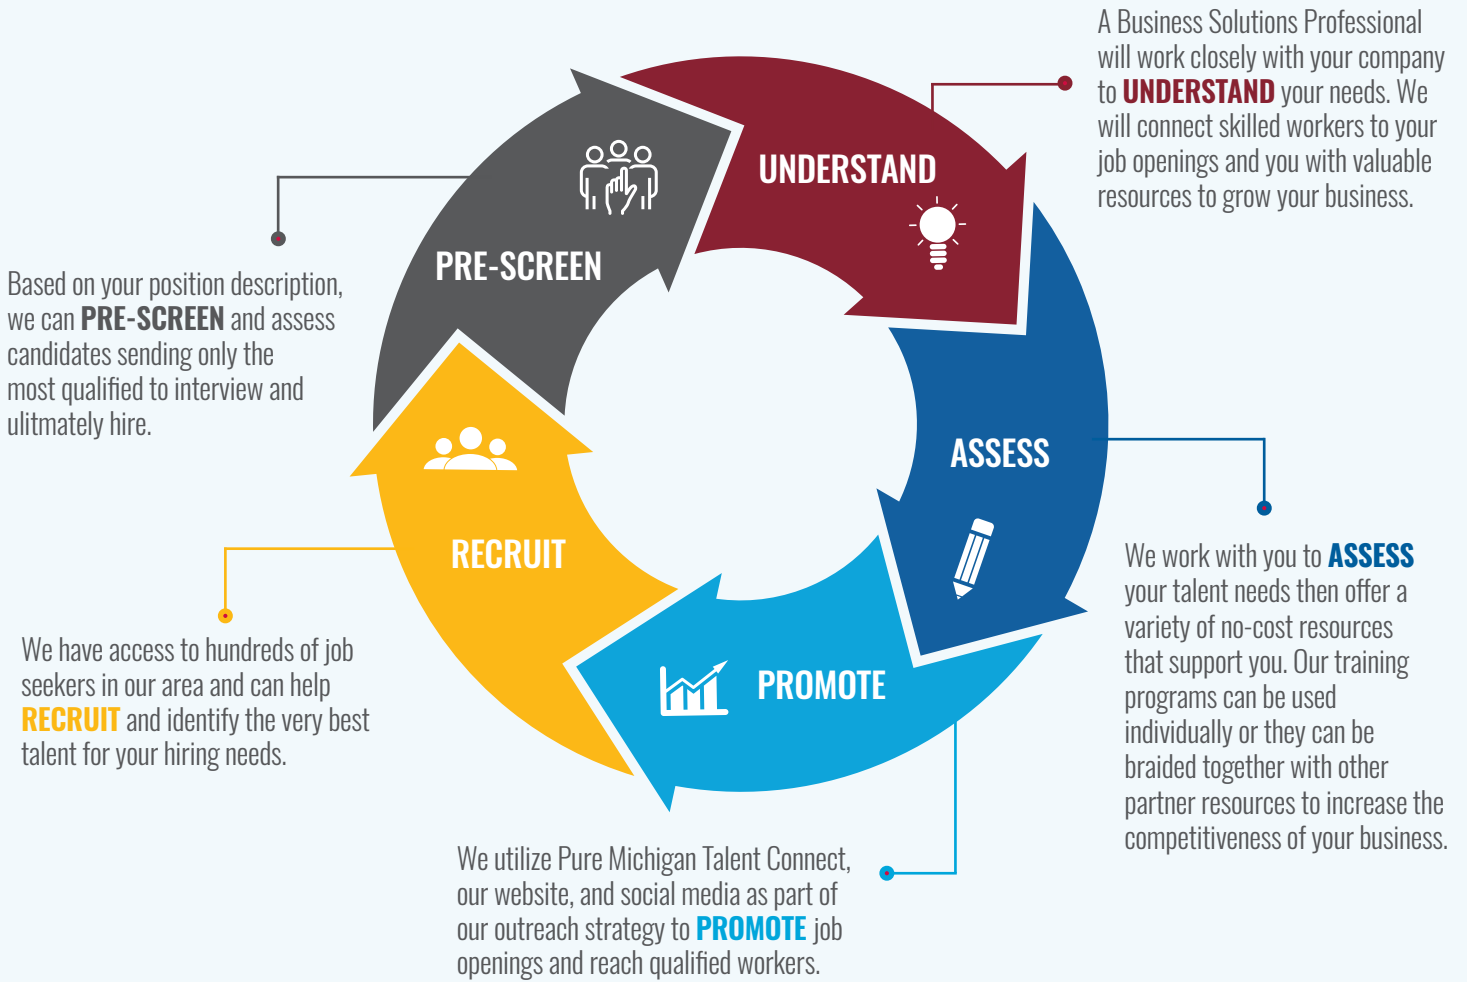 UNDERSTAND
A Business Solutions Professional
will work closely with your company
to UNDERSTAND your needs. We
will connect skilled workers to your
job openings and you with valuable
resources to grow your business.
ASSESS
We work with you to ASSESS
your talent needs then offer a
variety of no-cost resources
that support you. Our training
programs can be used
individually or they can be
braided together with other
partner resources to increase the
competitiveness of your business.
PROMOTE
We utilize Pure Michigan Talent Connect,
our website, and social media as part of
our outreach strategy to PROMOTE job
openings and reach qualified workers.
RECRUIT
We have access to hundreds of job
seekers in our area and can help
RECRUIT and identify the very best
talent for your hiring needs.
PRE-SCREEN
Based on your position description,
we can PRE-SCREEN and assess
candidates sending only the
most qualified to interview and
ulitmately hire.